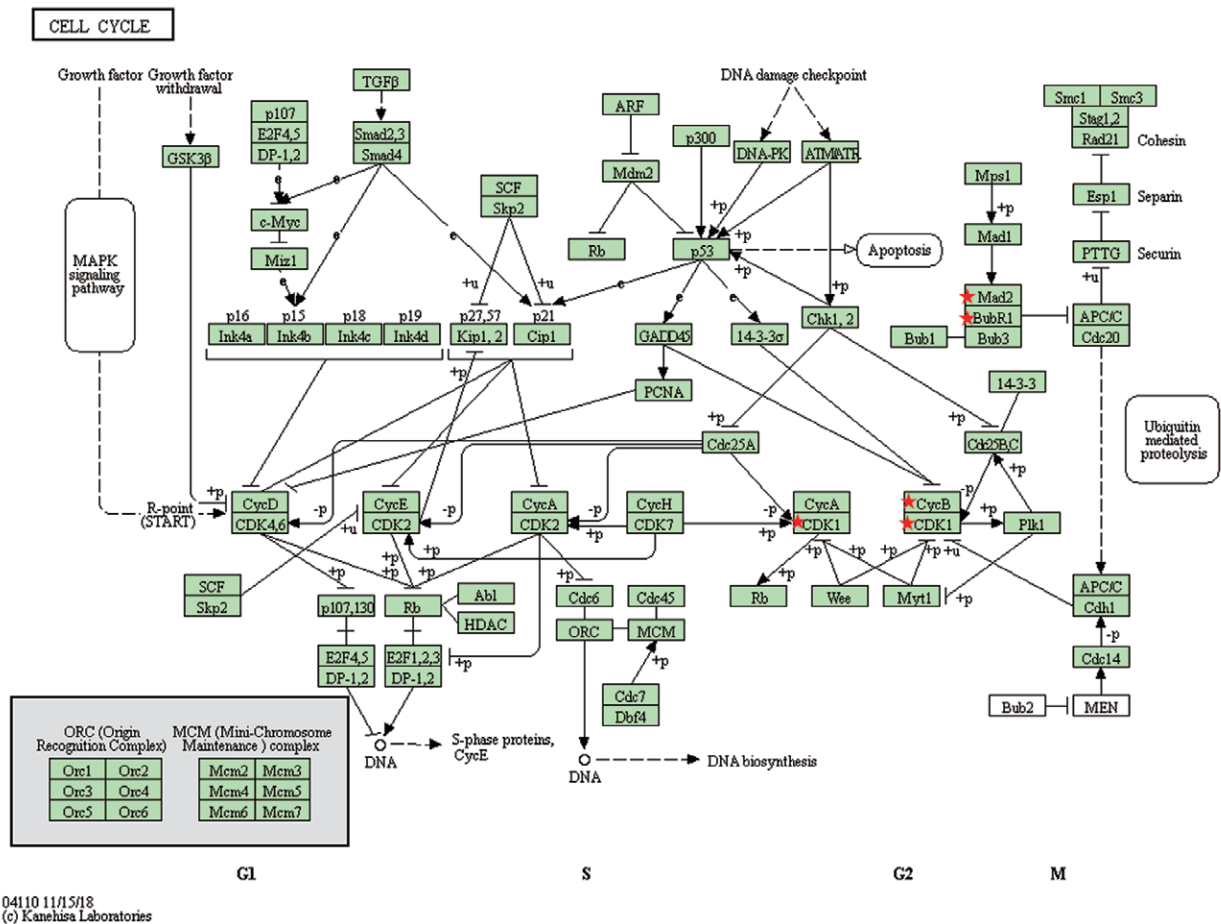 CELL CYCLE
Growth factor
Growth factor
withdrawal
TGFβ
DNA damage checkpoint
Smc1
Smc3
p107
E2F4,5
DP-1,2
Smad2,3
Smad4
ARF
p300
Stag1,2
Rad21
Cohesin
GSK3β
DNA-PK
ATM/ATR
Mdm2
Mps1
e
e
SCF
Skp2
+p
+p
Esp1
Separin
c-Myc
Rb
p53
+p
+p
Apoptosis
Mad1
MAPK
signaling
pathway
Miz1
e
e
e
PTTG
Securin
+u
+u
+u
e
e
e
+p
Mad2
BubR1
Bub3
Bub1
APC/C
Cdc20
p16
Ink4a
p15
Ink4b
p18
Ink4c
p19
Ink4d
p27,57
Kip1, 2
p21
Cip1
Chk1, 2
GADD45
14-3-3σ
+p
PCNA
14-3-3
Ubiquitin
mediated
proteolysis
+p
Cdc25A
+p
Cdc25B,C
R-point
(START)
+p
CycD
CDK4,6
-p
+u
CycE
CDK2
-p
CycA
CDK2
-p
+p
CycH
CDK7
+p
CycA
CDK1
CycB
CDK1
-p
+p
+p
Plk1
+p
+p
+p
+p
+p
+p
+p
+u
SCF
Skp2
p107,130
Rb
Abl
HDAC
Cdc6
Cdc45
Rb
Wee
Myt1
+p
APC/C
Cdh1
ORC
MCM
-p
E2F4,5
DP-1,2
E2F1,2,3
DP-1,2
+p
+p
Cdc14
Cdc7
Dbf4
Bub2
MEN
ORC (Origin
Recognition Complex)
MCM (Mini-Chromosome
Maintenance ) complex
Orc1
Orc2
Orc3
Orc4
Orc5
Orc6
Mcm2
Mcm3
Mcm4
Mcm5
Mcm6
Mcm7
DNA
S-phase proteins,
CycE
DNA
DNA biosynthesis
G1
S
G2
M
04110 11/15/18
(c) Kanehisa Laboratories